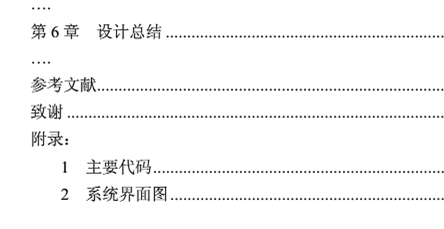 ….
第 6 章 设计总结........................................................................
….
参考文献........................................................................................
致谢................................................................................................
附录：
1 主要代码..........................................................................
2 系统界面图......................................................................